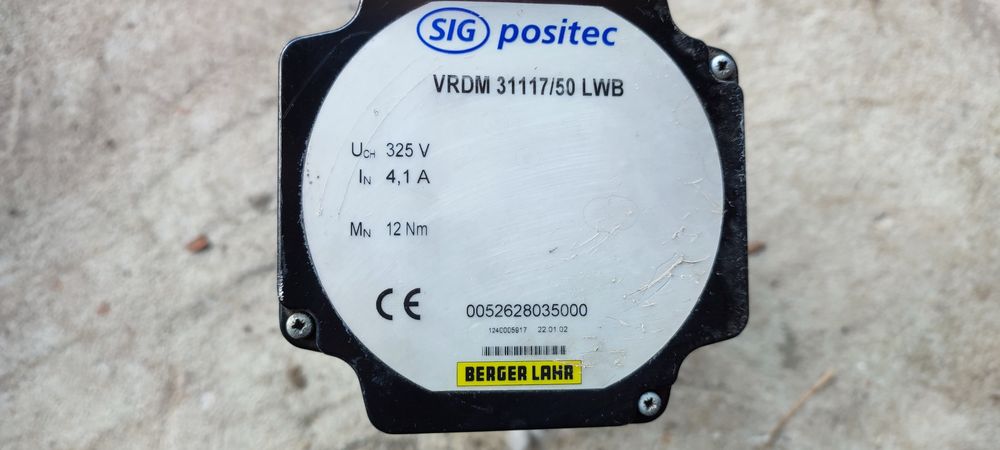 SIG positec
VRDM 31117/50 LWB
UCH 325 V
IN 4,1 A
MN 12 Nm
CE
0052628035000
1240005917 22.01.02
BERGER LAHR